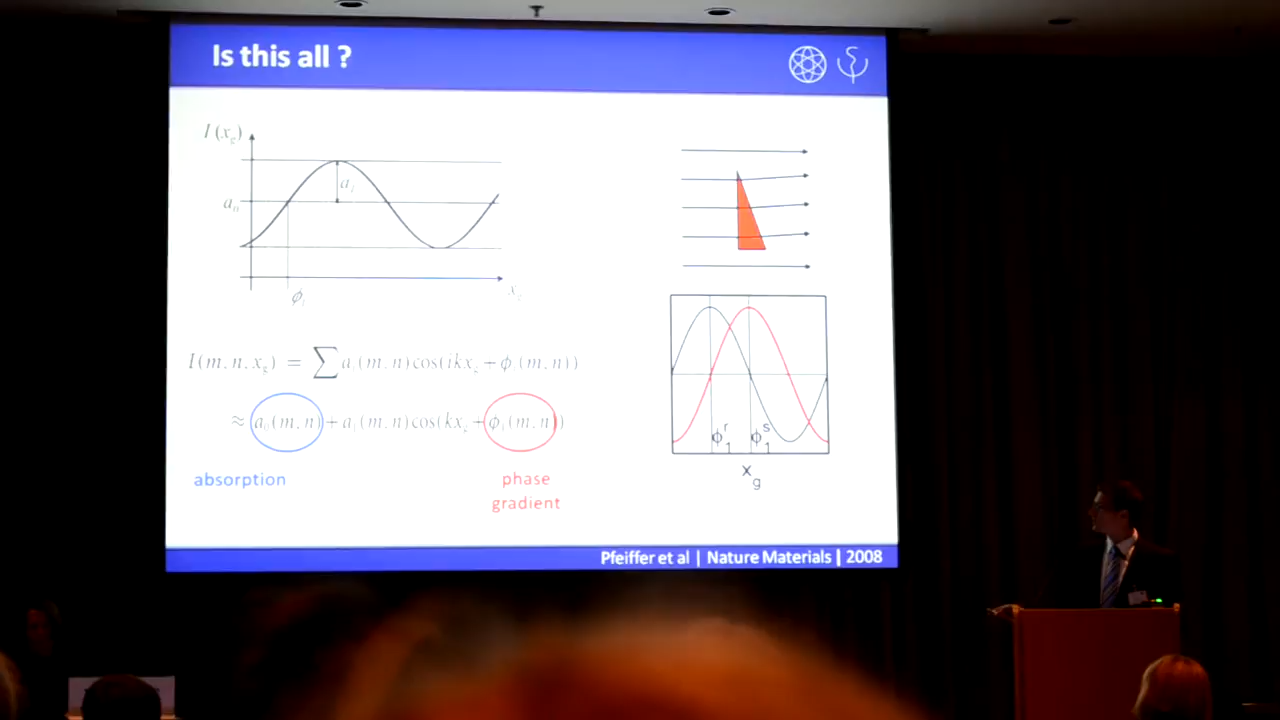 Is this all ?
I (x_g)
a_1
a_0
ϕ_1
x_g
I(m, n, x_g) = ∑ a_i(m, n) cos(ikx_g + ϕ_i(m, n))
≈ a_0(m, n) + a_1(m, n) cos(kx_g + ϕ_1(m, n))
absorption
phase
gradient
ϕ_1^r
ϕ_1^s
x_g
Pfeiffer et al | Nature Materials | 2008